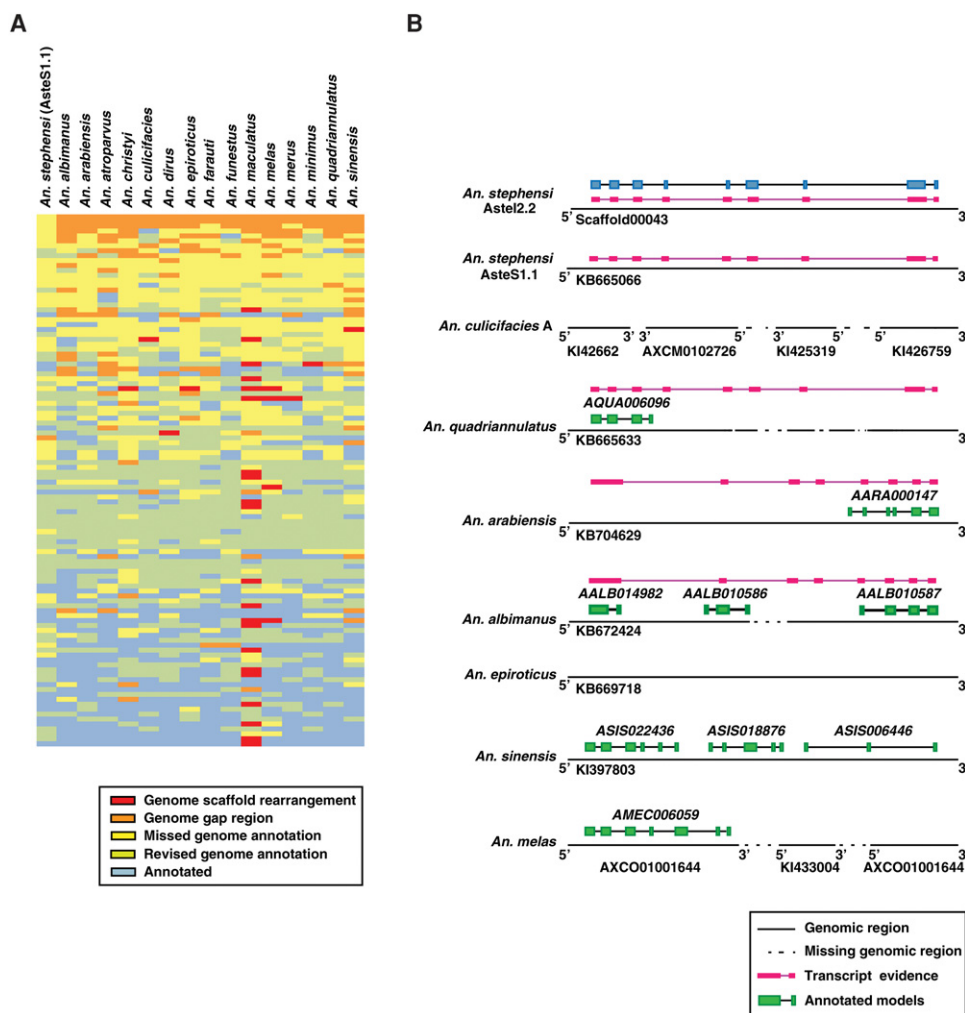 A
An. stephensi (AsteS1.1)
An. albimanus
An. arabiensis
An. atroparvus
An. christyi
An. culicifacies
An. dirus
An. epiroticus
An. farauti
An. funestus
An. maculatus
An. melas
An. merus
An. minimus
An. quadriannulatus
An. sinensis
Genome scaffold rearrangement
Genome gap region
Missed genome annotation
Revised genome annotation
Annotated
B
An. stephensi
AsteI2.2
5’ 3’
Scaffold00043
An. stephensi
AsteS1.1
5’ 3’
KB665066
An. culicifacies A
5’ 3’ 3’ 5’ 3’ 5’ 3’
KI42662 AXCM0102726 KI425319 KI426759
AQUA006096
An. quadriannulatus
5’ 3’
KB665633
AARA000147
An. arabiensis
5’ 3’
KB704629
AALB014982 AALB010586 AALB010587
An. albimanus
5’ 3’
KB672424
An. epiroticus
5’ 3’
KB669718
ASIS022436 ASIS018876 ASIS006446
An. sinensis
5’ 3’
KI397803
AMEC006059
An. melas
5’ 3’ 5’ 3’ 5’ 3’
AXCO01001644 KI433004 AXCO01001644
Genomic region
Missing genomic region
Transcript evidence
Annotated models